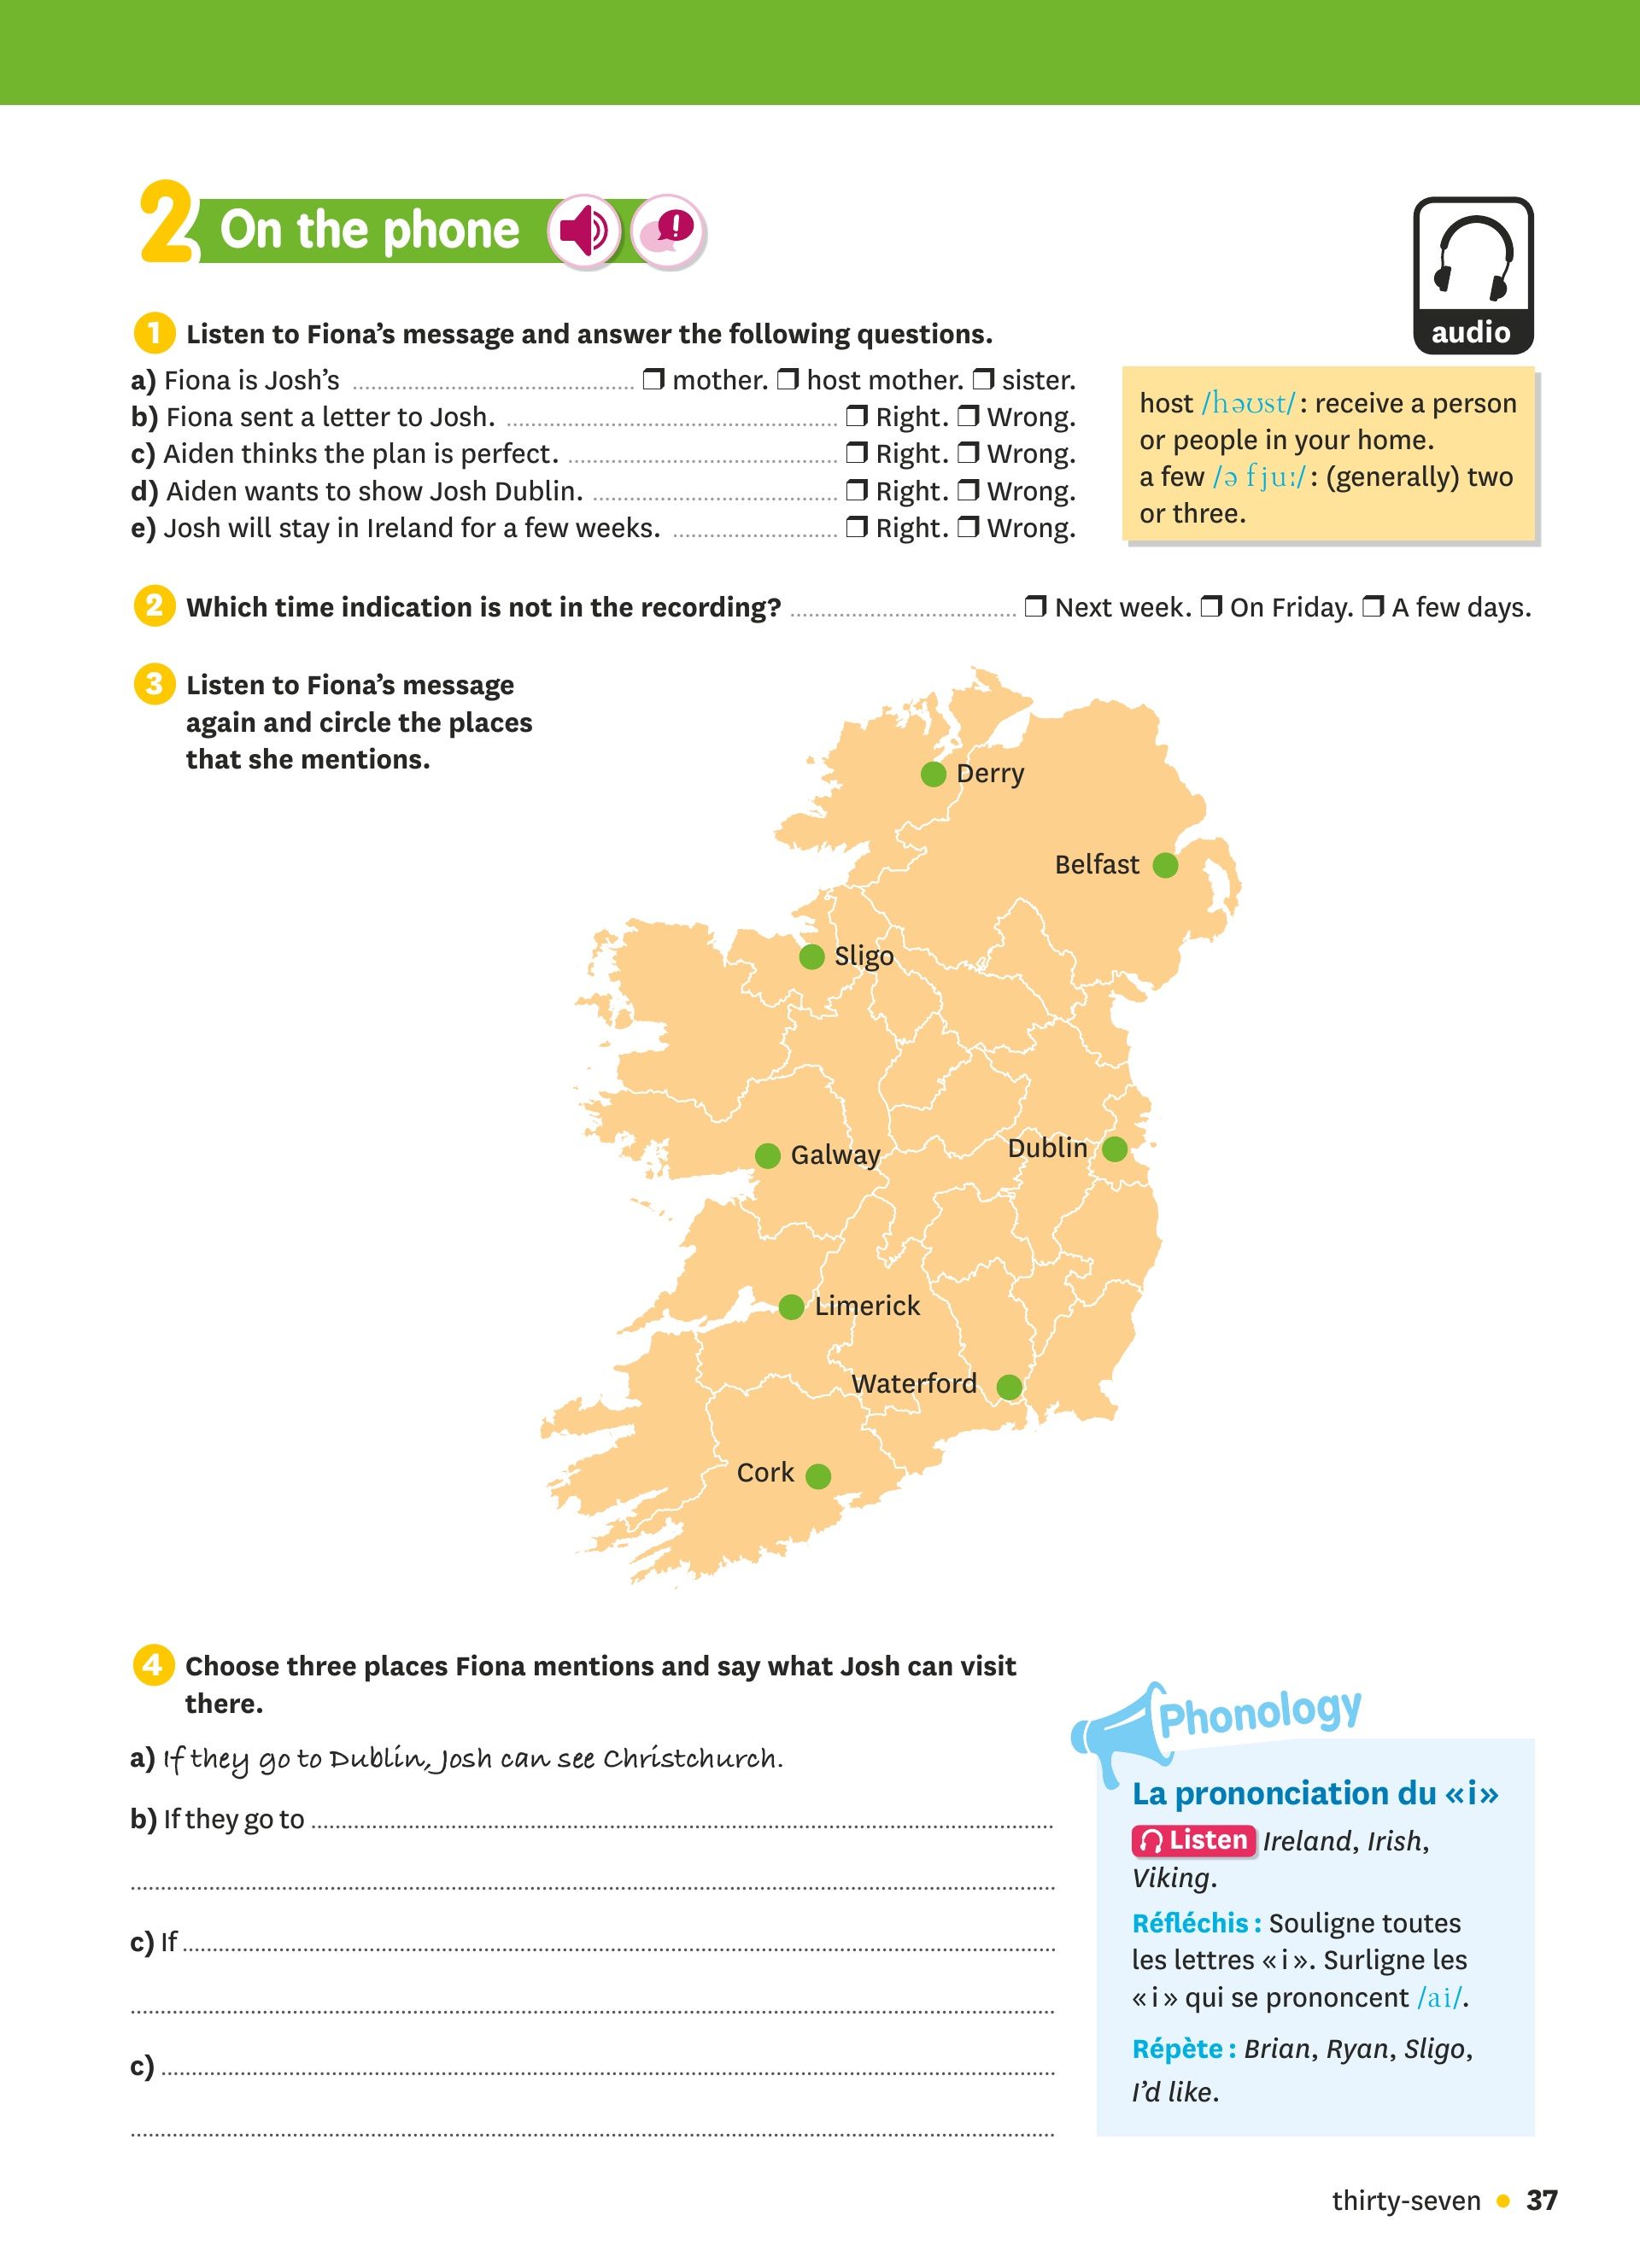 2 On the phone
audio
1 Listen to Fiona's message and answer the following questions.
a) Fiona is Josh's ........ ❒ mother. ❒ host mother. ❒ sister.
b) Fiona sent a letter to Josh. ........ ❒ Right. ❒ Wrong.
c) Aiden thinks the plan is perfect. ........ ❒ Right. ❒ Wrong.
d) Aiden wants to show Josh Dublin. ........ ❒ Right. ❒ Wrong.
e) Josh will stay in Ireland for a few weeks. ........ ❒ Right. ❒ Wrong.
host /həʊst/ : receive a person
or people in your home.
a few /ə fjuː/ : (generally) two
or three.
2 Which time indication is not in the recording? ........ ❒ Next week. ❒ On Friday. ❒ A few days.
3 Listen to Fiona's message
again and circle the places
that she mentions.
Derry
Belfast
Sligo
Galway
Dublin
Limerick
Waterford
Cork
4 Choose three places Fiona mentions and say what Josh can visit
there.
a) If they go to Dublin, Josh can see Christchurch.
b) If they go to ........
c) If ........
c) ........
Phonology
La prononciation du «i»
Listen Ireland, Irish,
Viking.
Réfléchis : Souligne toutes
les lettres « i ». Surligne les
« i » qui se prononcent /ai/.
Répète : Brian, Ryan, Sligo,
I'd like.
thirty-seven • 37